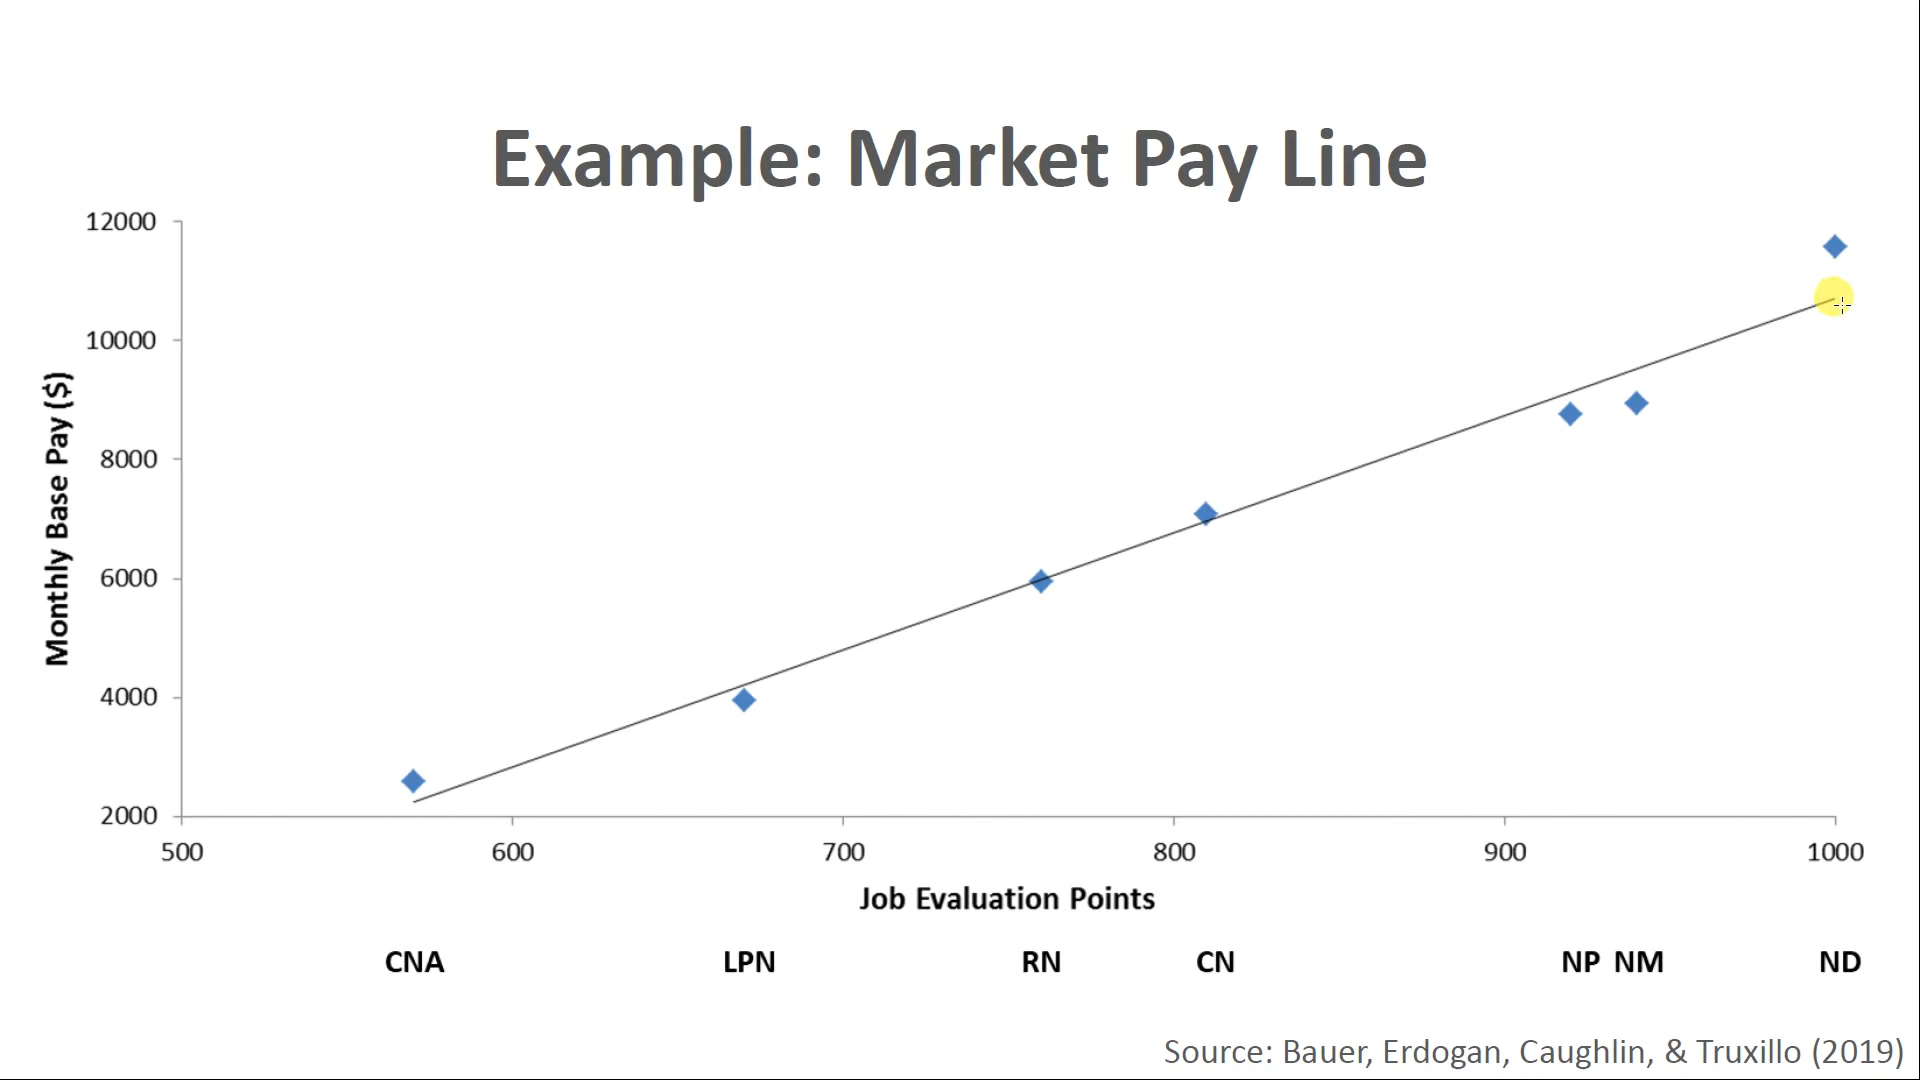 Example: Market Pay Line
12000
10000
8000
6000
4000
2000
Monthly Base Pay ($)
500 600 700 800 900 1000
Job Evaluation Points
CNA LPN RN CN NP NM ND
Source: Bauer, Erdogan, Caughlin, & Truxillo (2019)